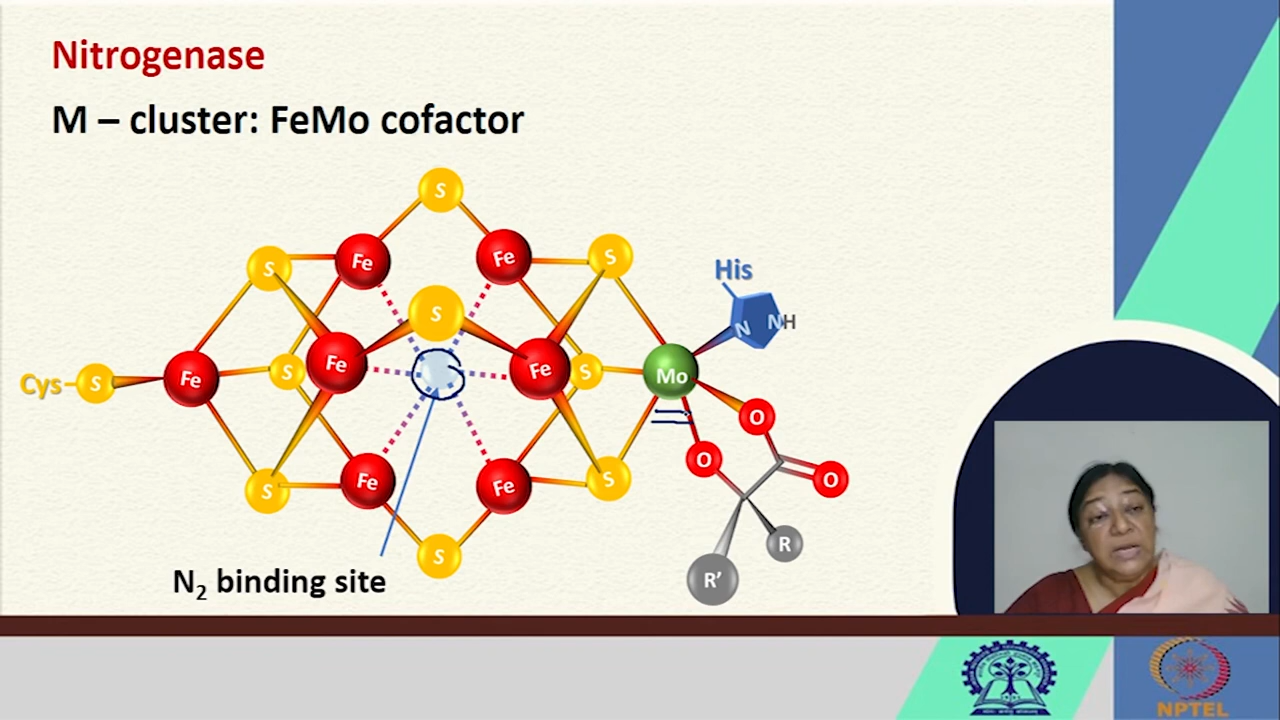 Nitrogenase
M – cluster: FeMo cofactor
S
S
Fe
Fe
S
His
S
N
NH
Cys
S
Fe
S
Fe
Fe
S
Mo
O
O
O
S
Fe
Fe
S
R
S
R’
N₂ binding site
NPTEL